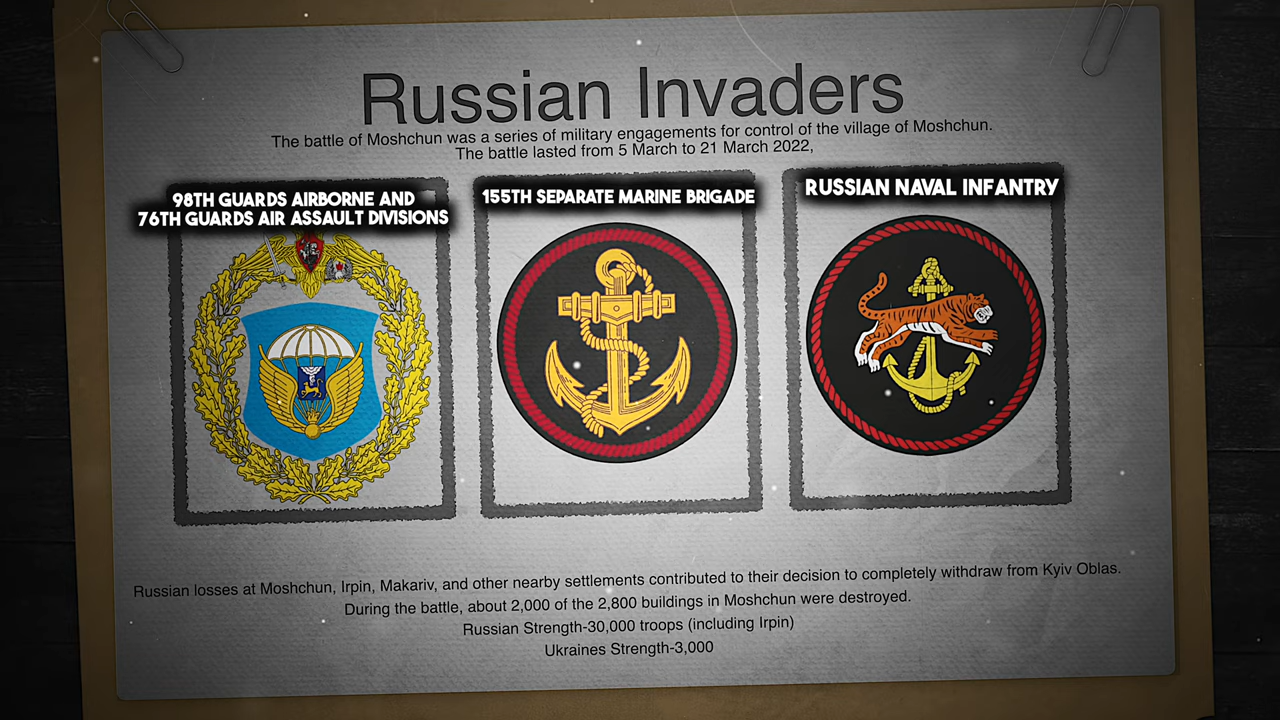 Russian Invaders
The battle of Moshchun was a series of military engagements for control of the village of Moshchun.
The battle lasted from 5 March to 21 March 2022,
98TH GUARDS AIRBORNE AND
76TH GUARDS AIR ASSAULT DIVISIONS
155TH SEPARATE MARINE BRIGADE
RUSSIAN NAVAL INFANTRY
Russian losses at Moshchun, Irpin, Makariv, and other nearby settlements contributed to their decision to completely withdraw from Kyiv Oblas.
During the battle, about 2,000 of the 2,800 buildings in Moshchun were destroyed.
Russian Strength-30,000 troops (including Irpin)
Ukraines Strength-3,000